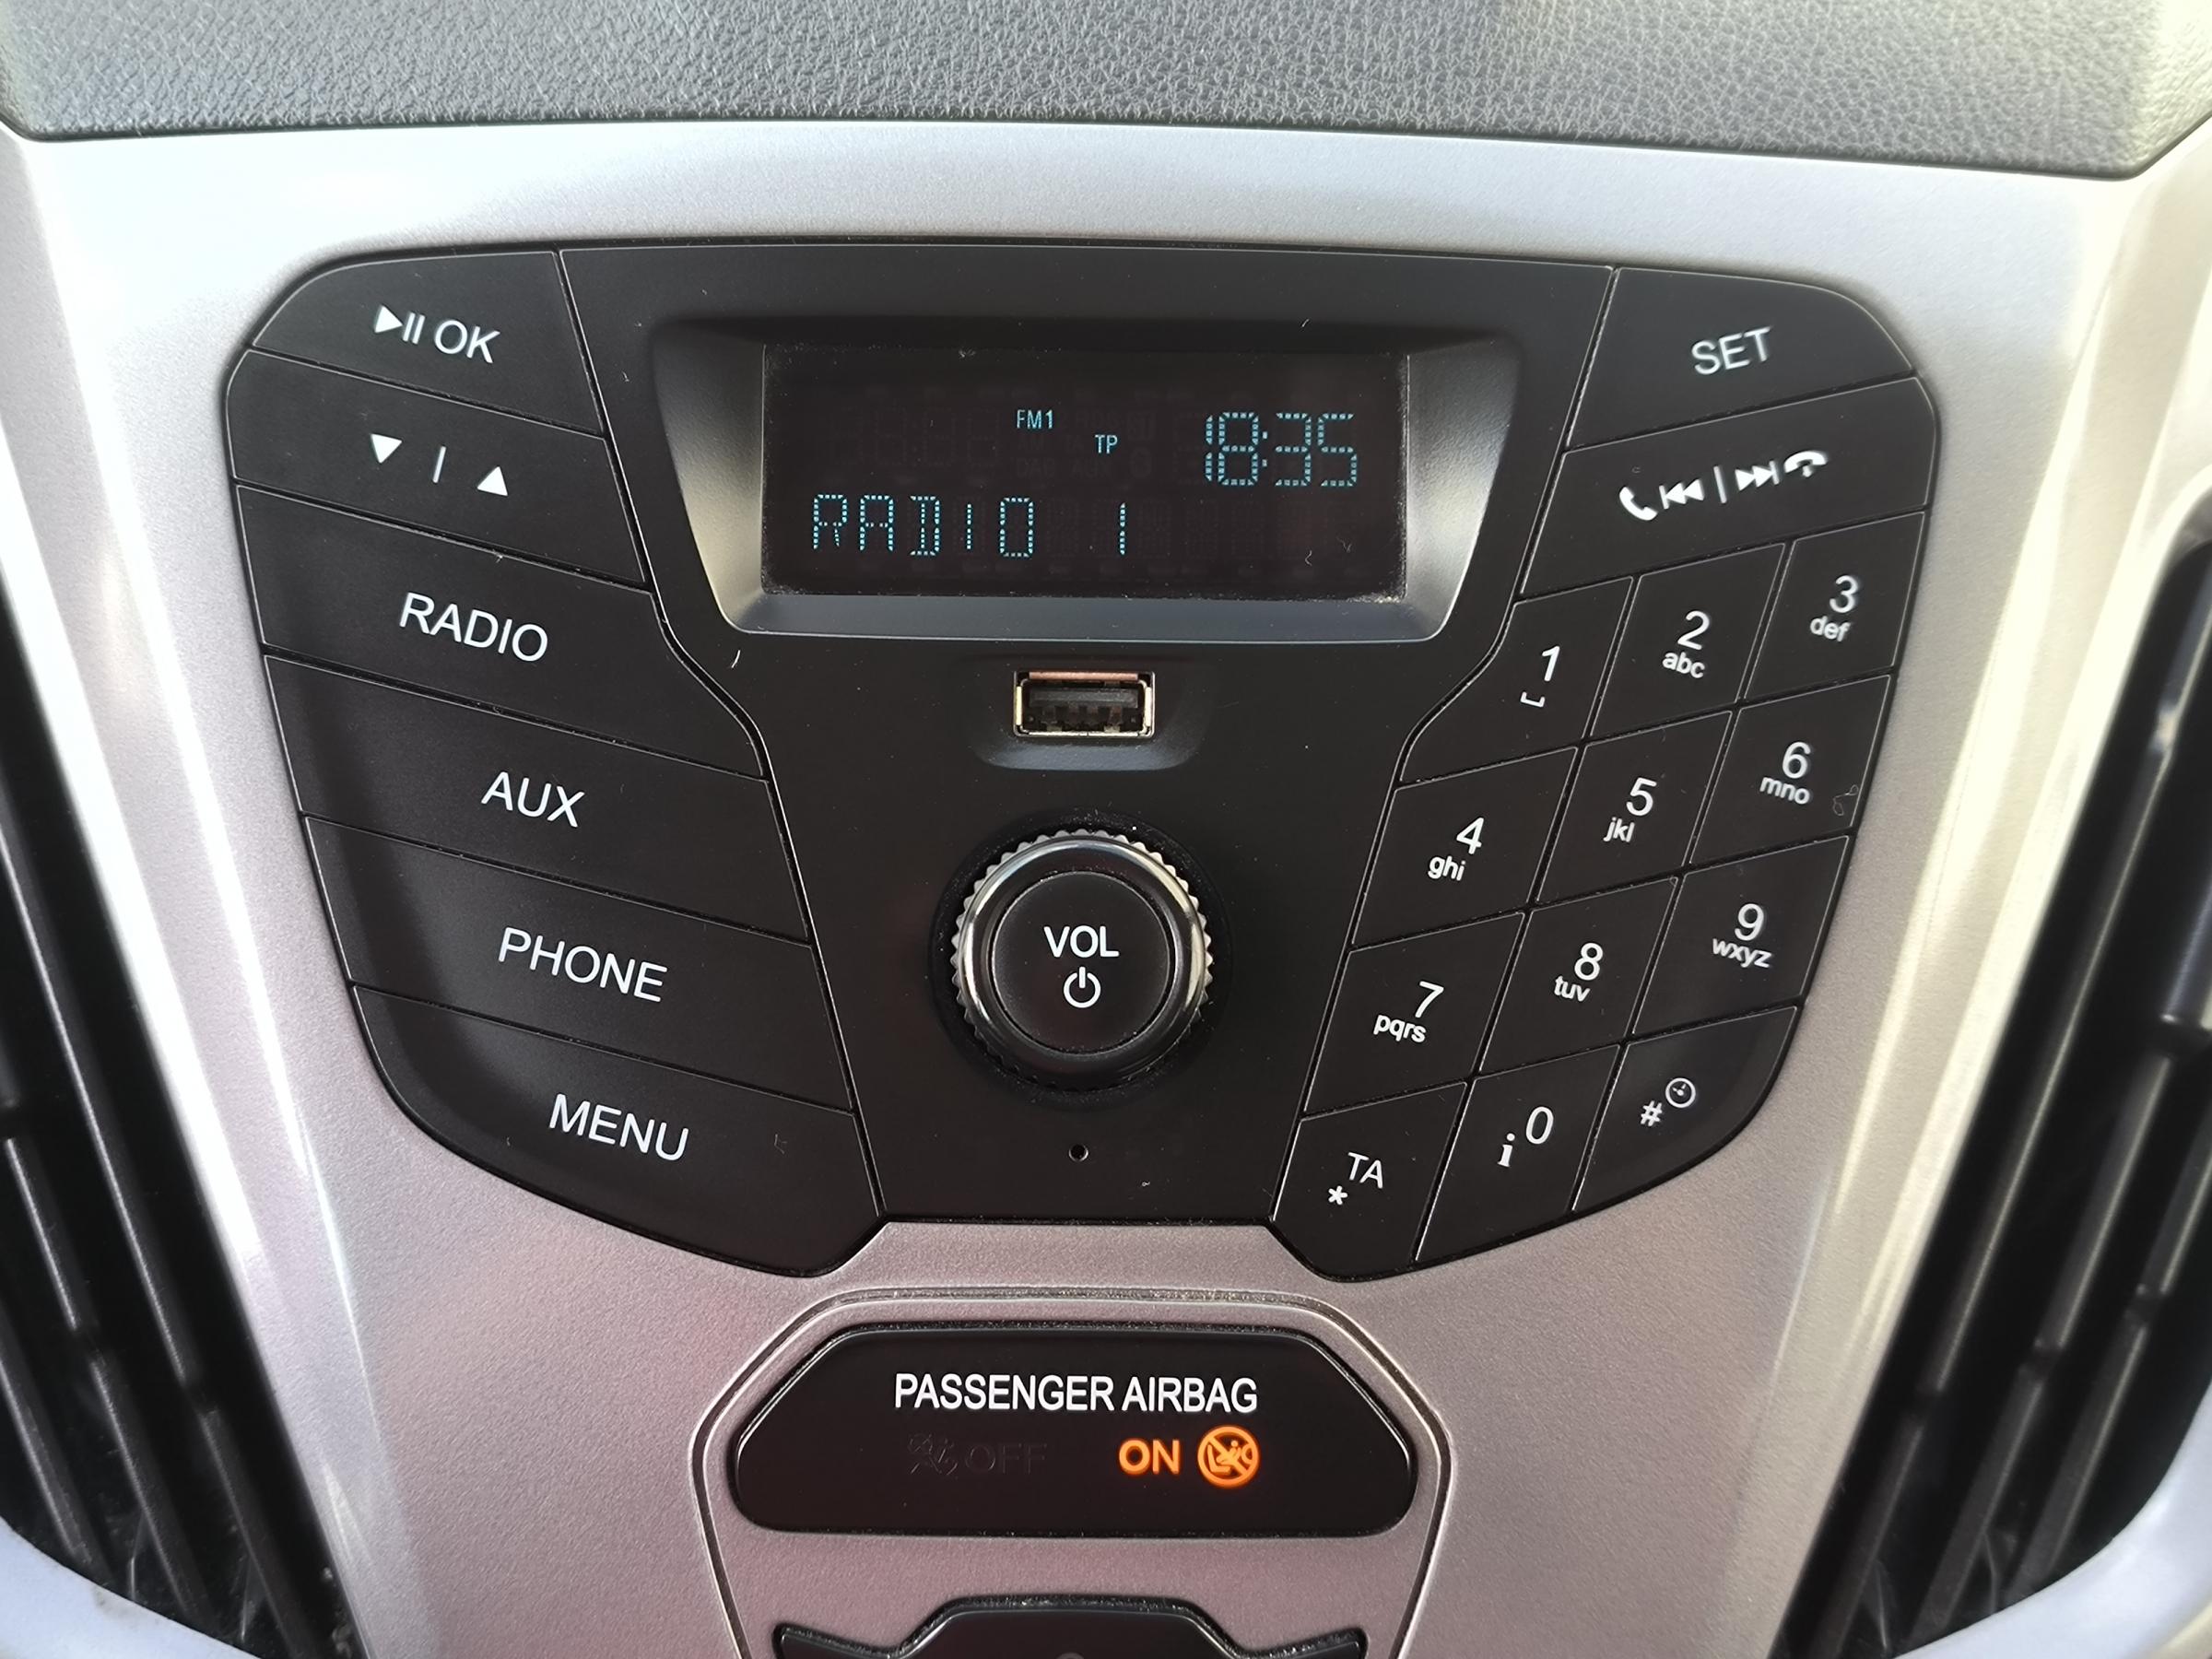 OK
SET
FM1
TP
18:35
RADIO 1
RADIO
AUX
PHONE
MENU
VOL
1
2
abc
3
def
4
ghi
5
jkl
6
mno
7
pqrs
8
tuv
9
wxyz
TA
*
i 0
#
PASSENGER AIRBAG
OFF ON